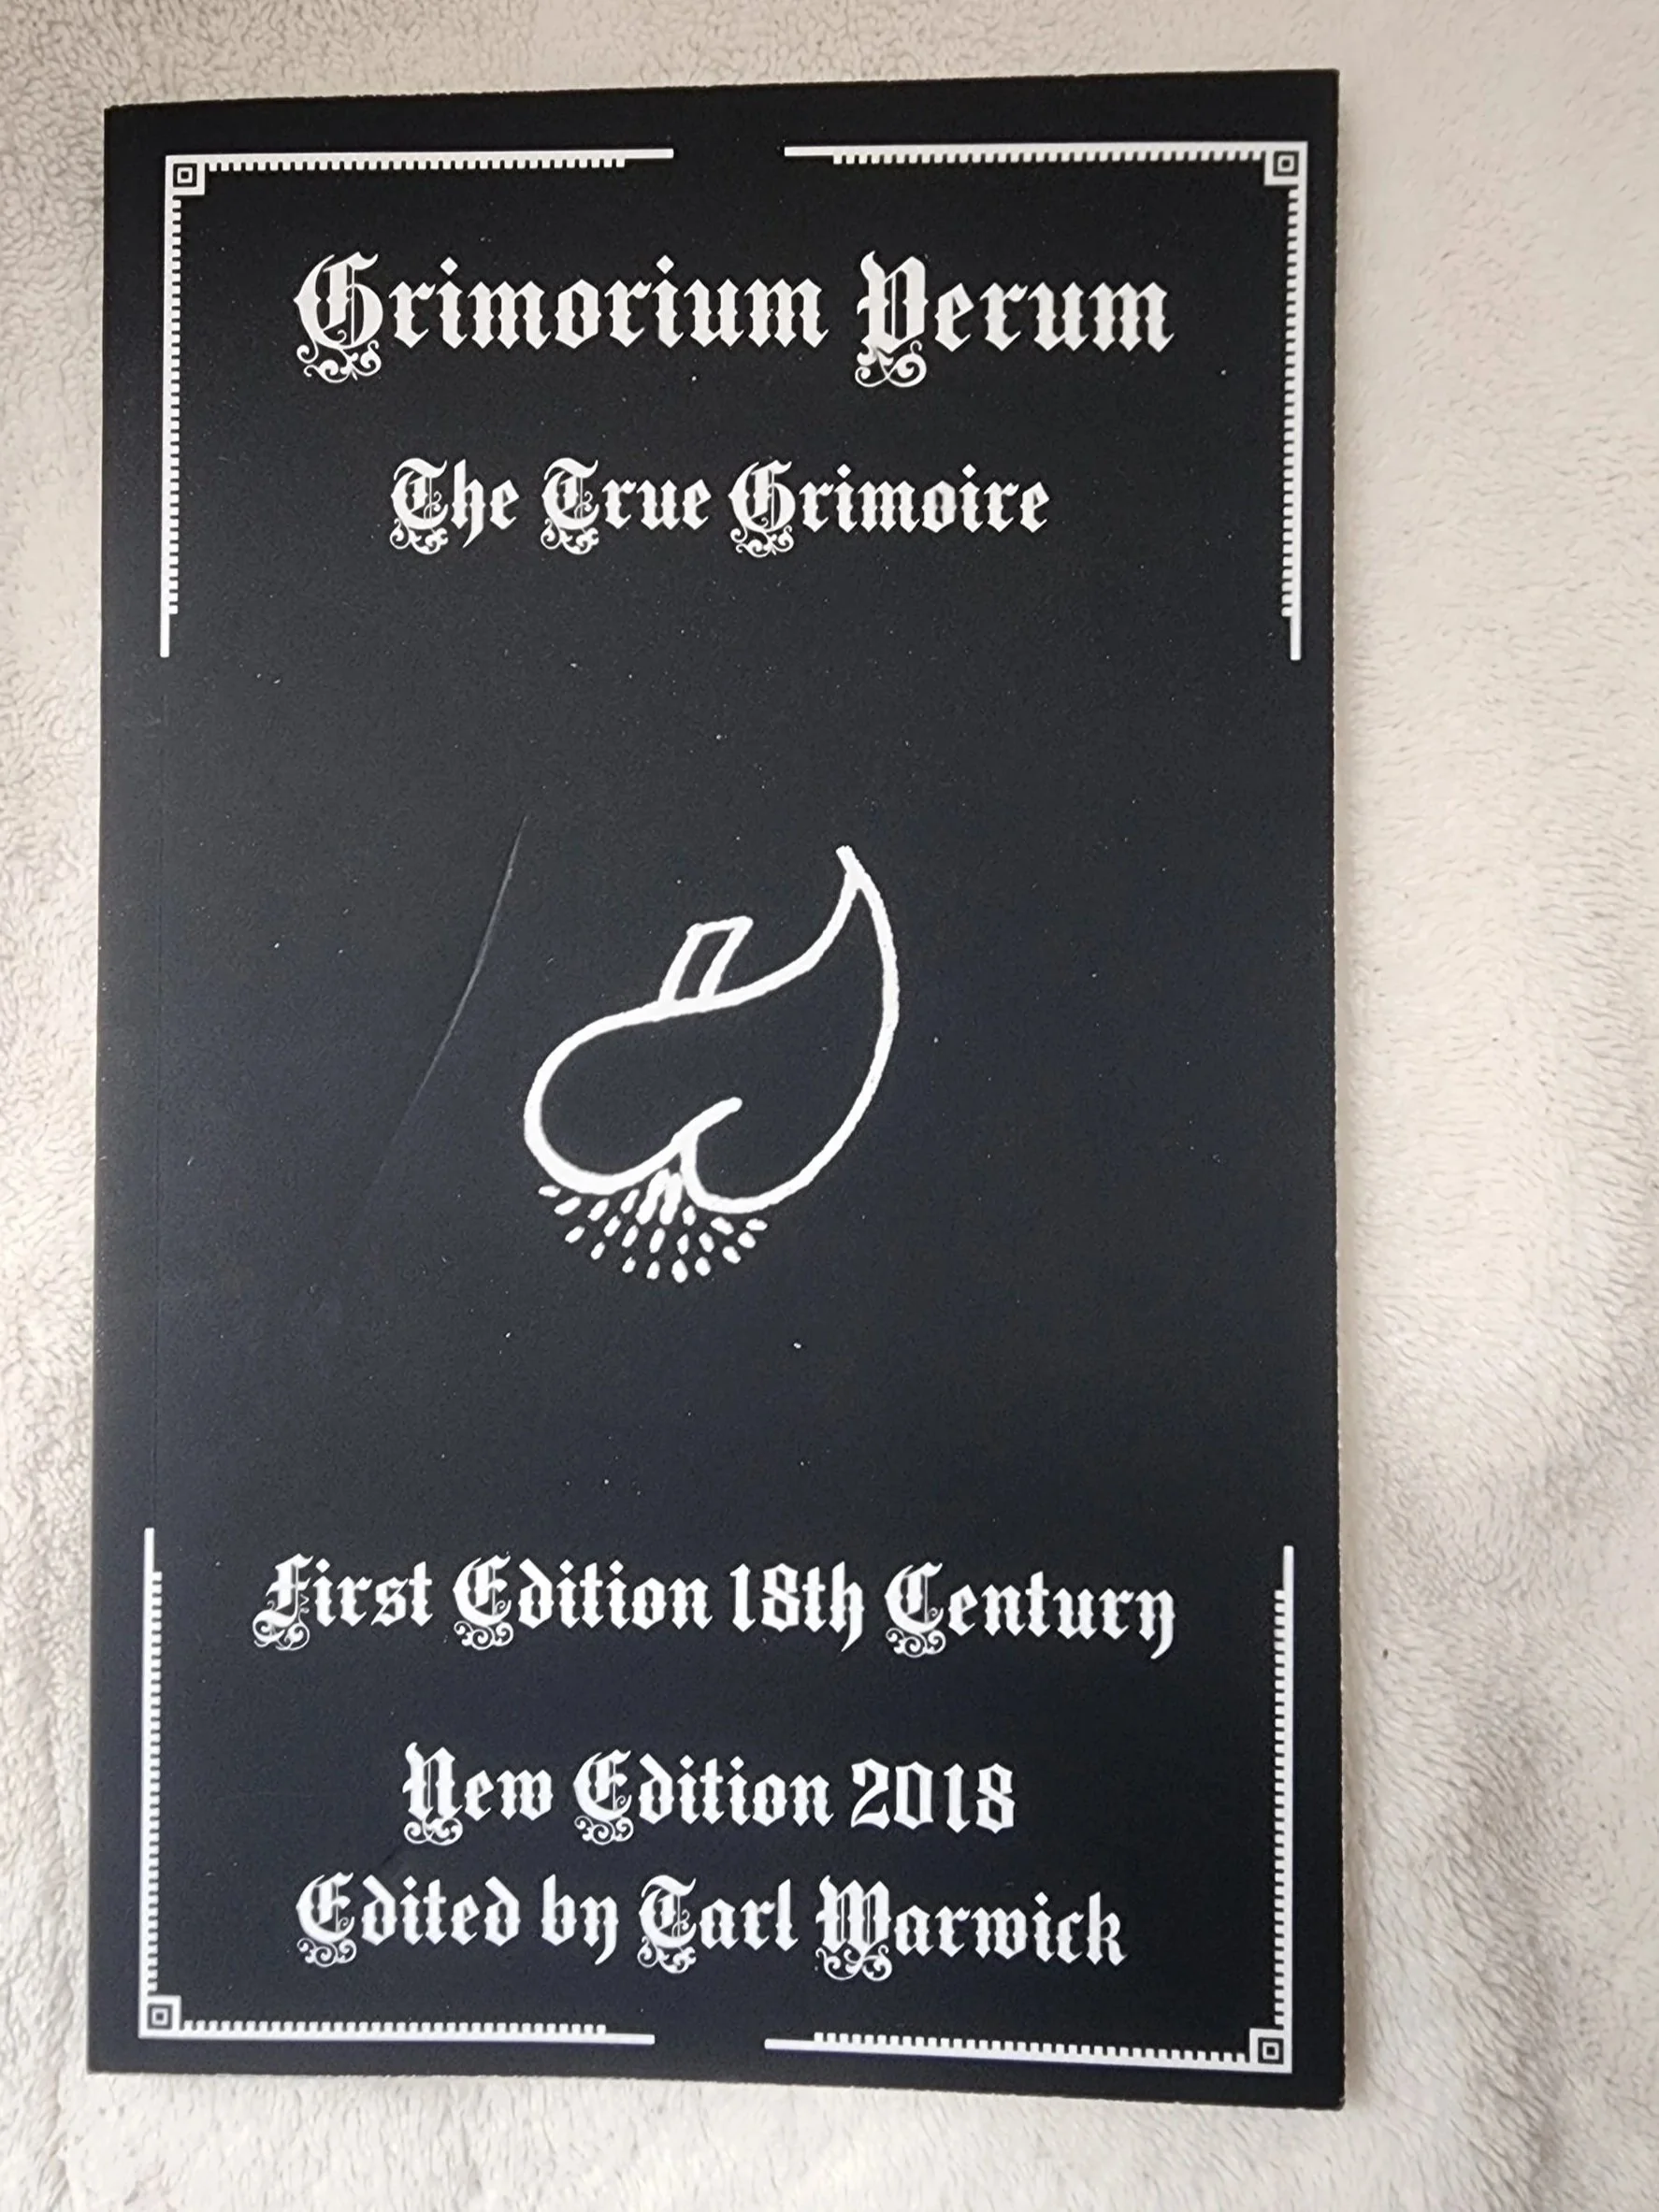 Grimorium Verum
The True Grimoire
First Edition 18th Century
New Edition 2018
Edited by Tarl Warwick